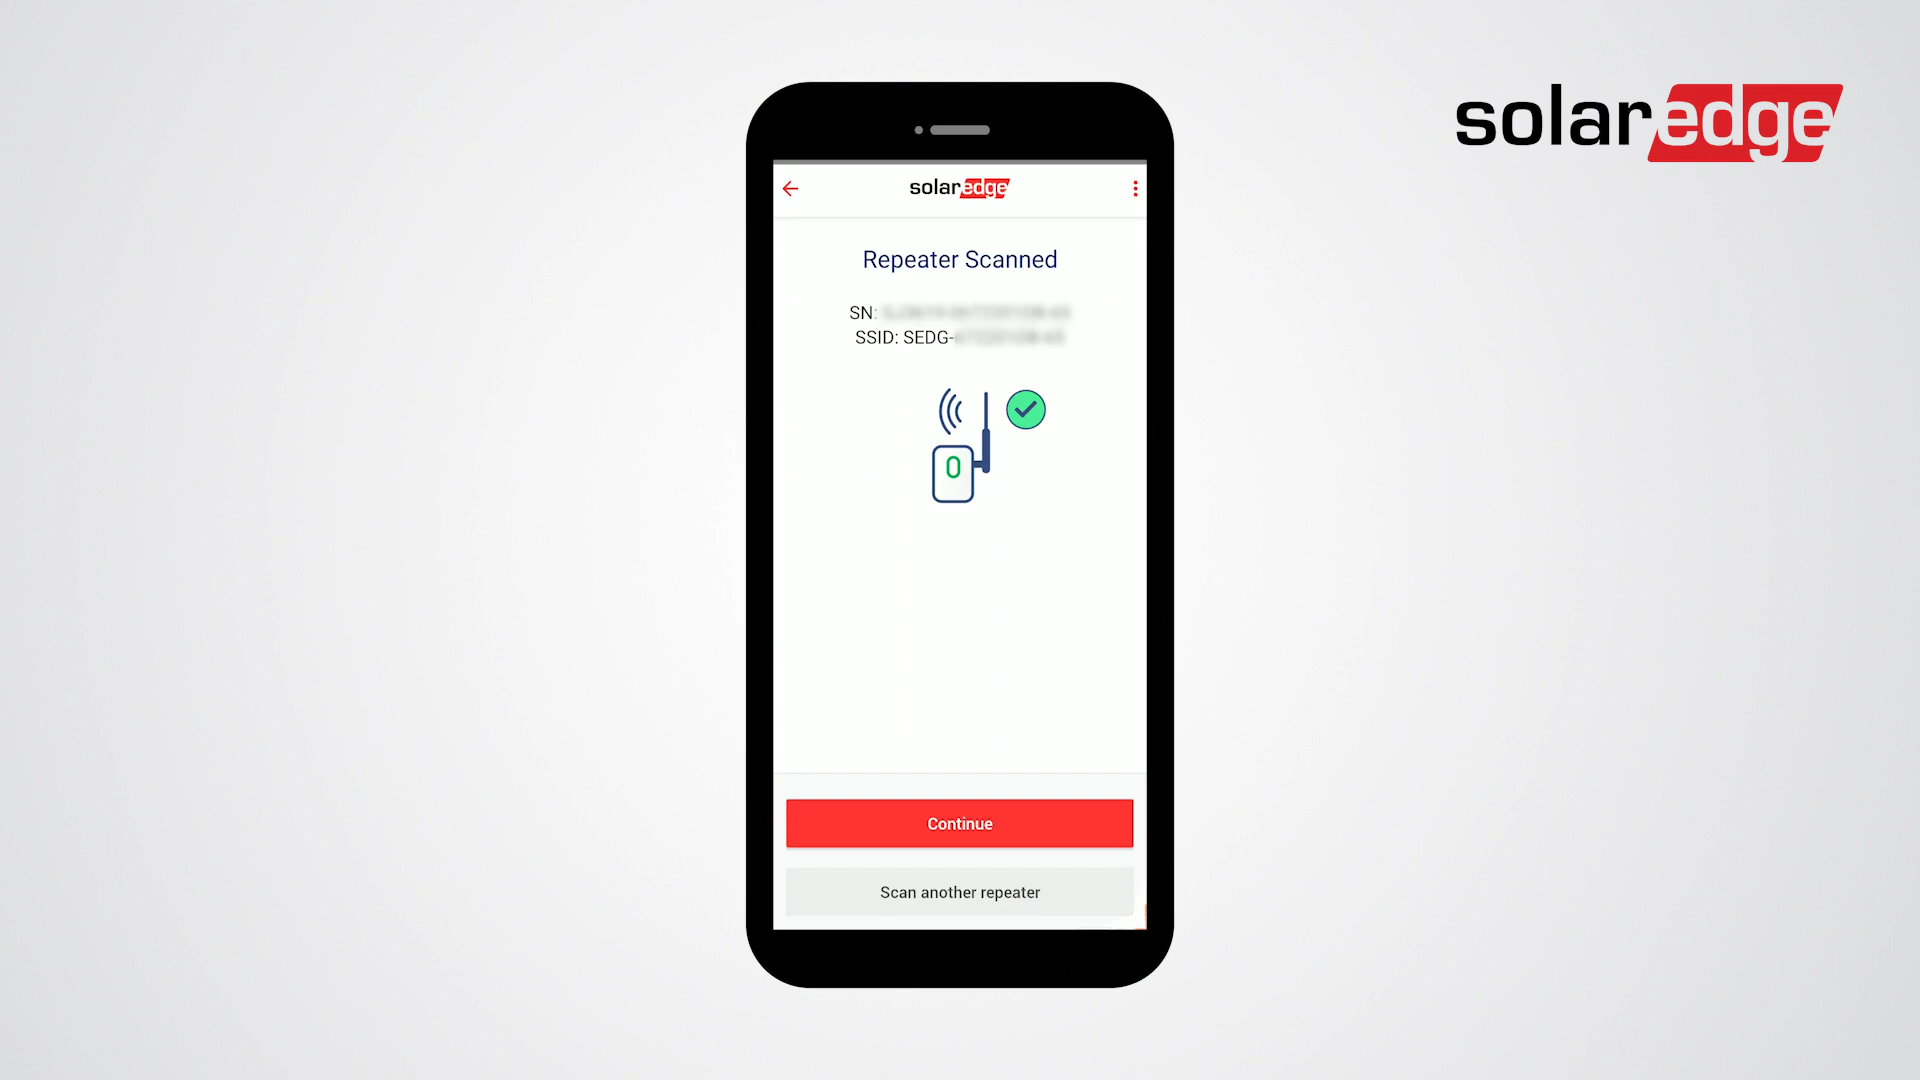 solaredge
solaredge
Repeater Scanned
SN:
SSID: SEDG-
0
Continue
Scan another repeater